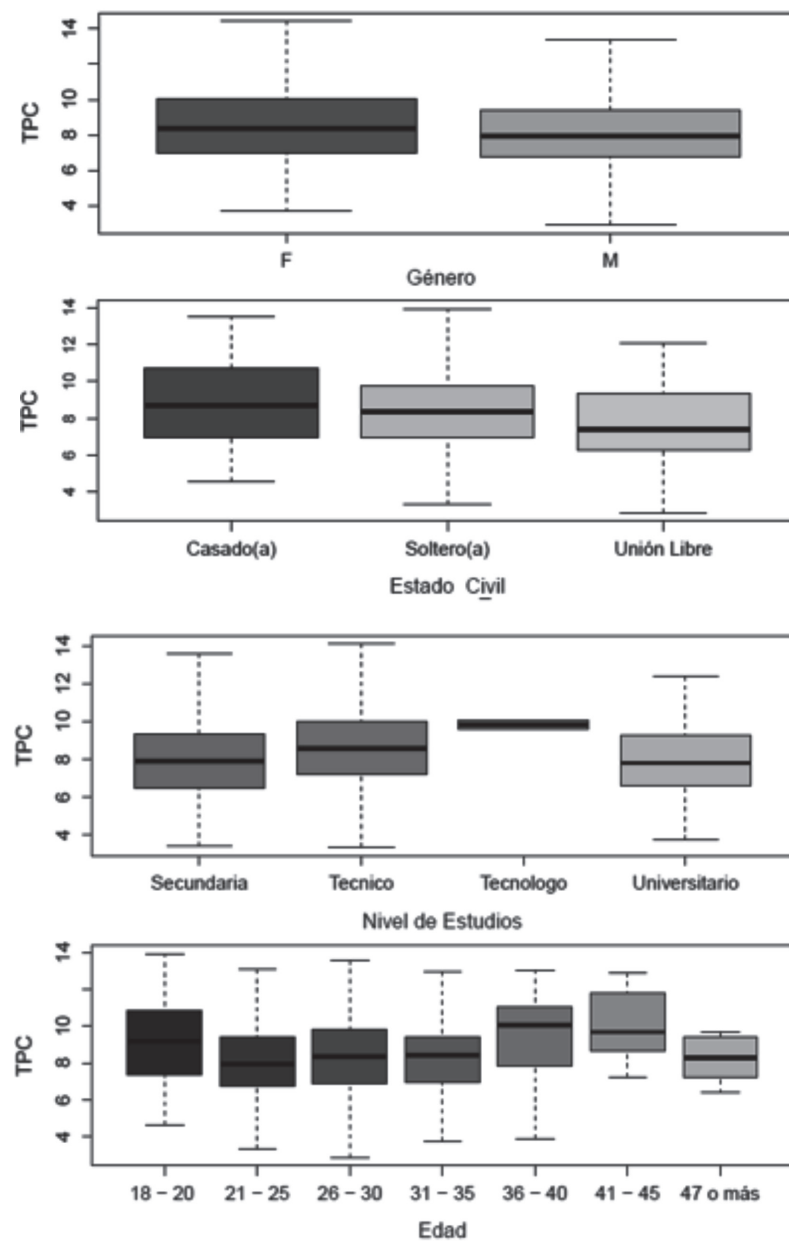 14
10
8
6
4
TPC
F M
Género
14
12
10
8
6
4
TPC
Casado(a) Soltero(a) Unión Libre
Estado Civil
14
12
10
8
6
4
TPC
Secundaria Tecnico Tecnologo Universitario
Nivel de Estudios
14
10
8
6
4
TPC
18 – 20 21 – 25 26 – 30 31 – 35 36 – 40 41 – 45 47 o más
Edad